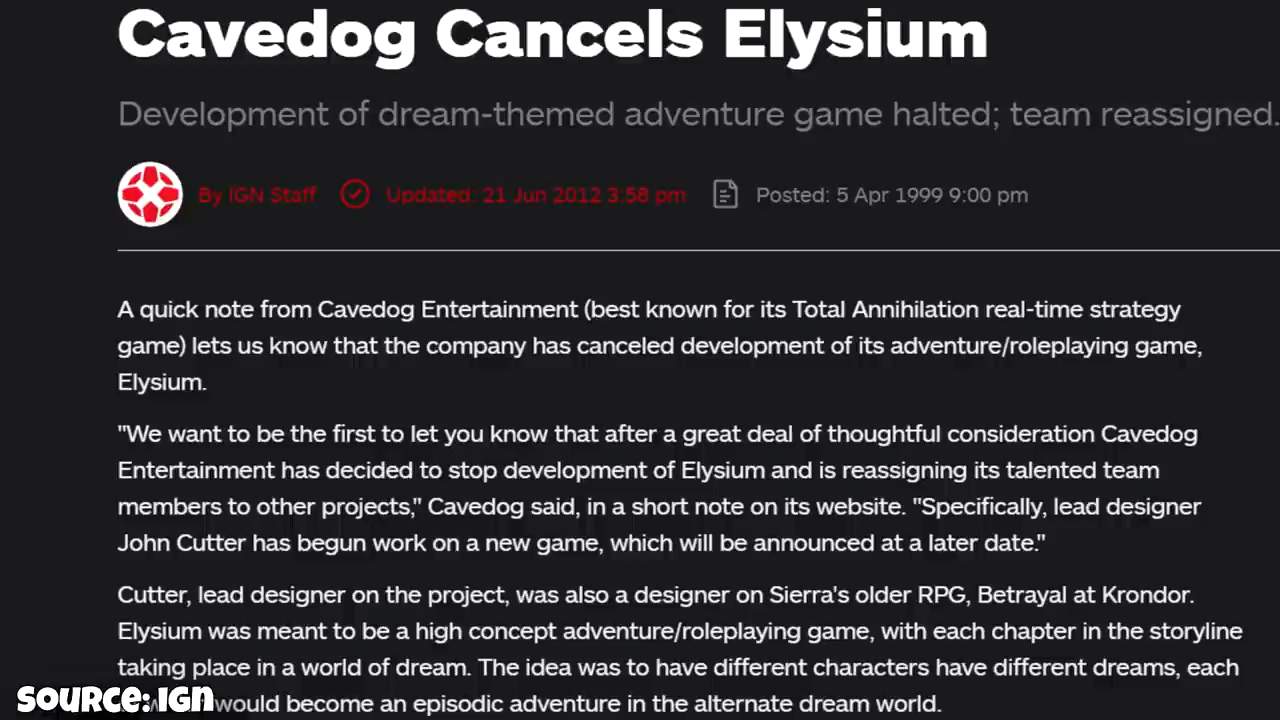 Cavedog Cancels Elysium
Development of dream-themed adventure game halted; team reassigned.
By IGN Staff Updated: 21 Jun 2012 3:58 pm Posted: 5 Apr 1999 9:00 pm
A quick note from Cavedog Entertainment (best known for its Total Annihilation real-time strategy
game) lets us know that the company has canceled development of its adventure/roleplaying game,
Elysium.
"We want to be the first to let you know that after a great deal of thoughtful consideration Cavedog
Entertainment has decided to stop development of Elysium and is reassigning its talented team
members to other projects," Cavedog said, in a short note on its website. "Specifically, lead designer
John Cutter has begun work on a new game, which will be announced at a later date."
Cutter, lead designer on the project, was also a designer on Sierra's older RPG, Betrayal at Krondor.
Elysium was meant to be a high concept adventure/roleplaying game, with each chapter in the storyline
taking place in a world of dream. The idea was to have different characters have different dreams, each
would become an episodic adventure in the alternate dream world.
SOURCE: IGN